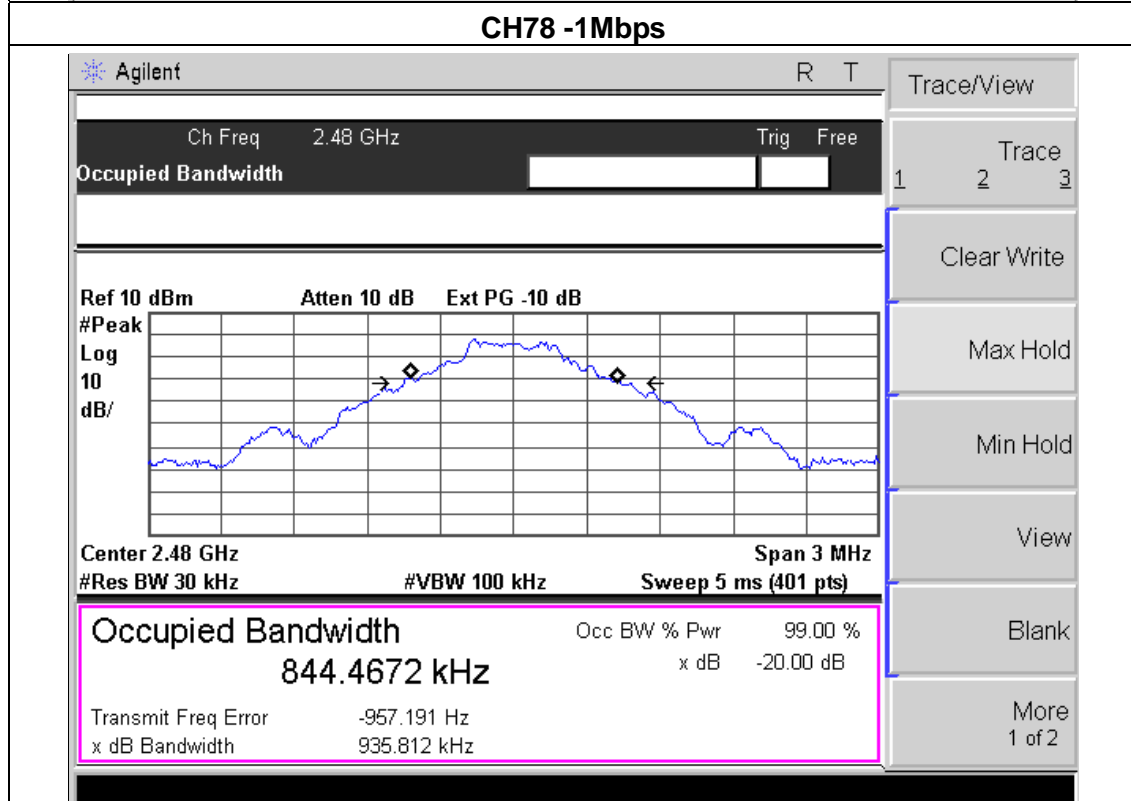 CH78 -1Mbps
Agilent R T
Trace/View
Ch Freq 2.48 GHz Trig Free
Occupied Bandwidth
Trace
1 2 3
Clear Write
Ref 10 dBm Atten 10 dB Ext PG -10 dB
#Peak
Log
10
dB/
Max Hold
Min Hold
View
Center 2.48 GHz Span 3 MHz
#Res BW 30 kHz #VBW 100 kHz Sweep 5 ms (401 pts)
Occupied Bandwidth
844.4672 kHz
Occ BW % Pwr 99.00 %
x dB -20.00 dB
Transmit Freq Error -957.191 Hz
x dB Bandwidth 935.812 kHz
Blank
More
1 of 2